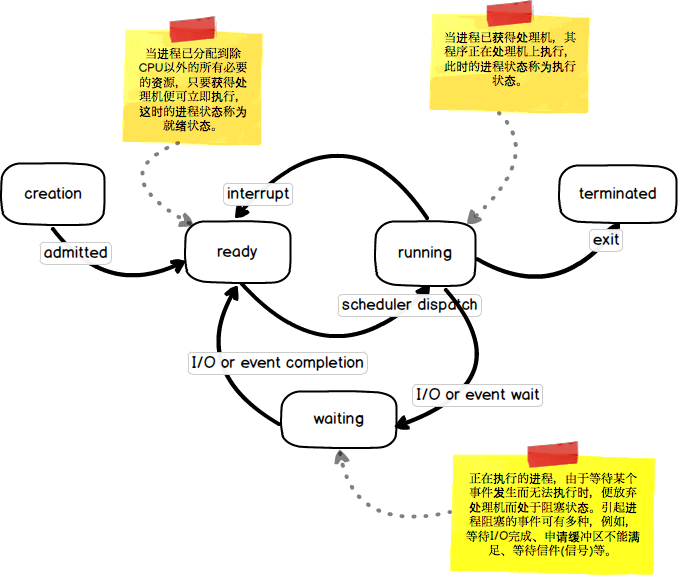 当进程已分配到除
CPU以外的所有必要
的资源，只要获得处
理机便可立即执行，
这时的进程状态称为
就绪状态。
当进程已获得处理机，其
程序正在处理机上执行，
此时的进程状态称为执行
状态。
creation
interrupt
terminated
admitted
ready
running
exit
scheduler dispatch
I/O or event completion
I/O or event wait
waiting
正在执行的进程，由于等待某个
事件发生而无法执行时，便放弃
处理机而处于阻塞状态。引起进
程阻塞的事件可有多种，例如，
等待I/O完成、申请缓冲区不能满
足、等待信件(信号)等。